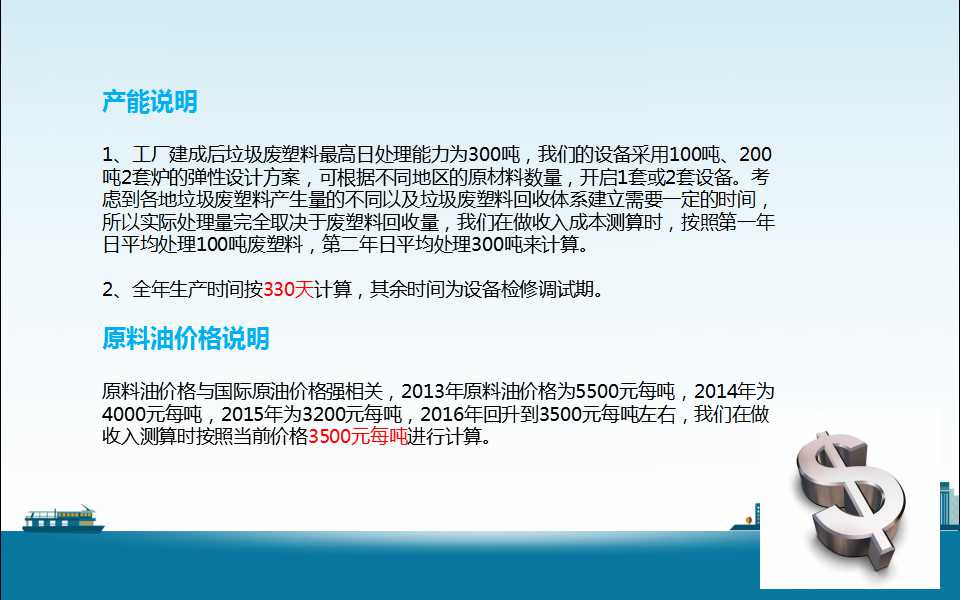 产能说明
1、工厂建成后垃圾废塑料最高日处理能力为300吨，我们的设备采用100吨、200
吨2套炉的弹性设计方案，可根据不同地区的原材料数量，开启1套或2套设备。考
虑到各地垃圾废塑料产生量的不同以及垃圾废塑料回收体系建立需要一定的时间，
所以实际处理量完全取决于废塑料回收量，我们在做收入成本测算时，按照第一年
日平均处理100吨废塑料，第二年日平均处理300吨来计算。
2、全年生产时间按330天计算，其余时间为设备检修调试期。
原料油价格说明
原料油价格与国际原油价格强相关，2013年原料油价格为5500元每吨，2014年为
4000元每吨，2015年为3200元每吨，2016年回升到3500元每吨左右，我们在做
收入测算时按照当前价格3500元每吨进行计算。